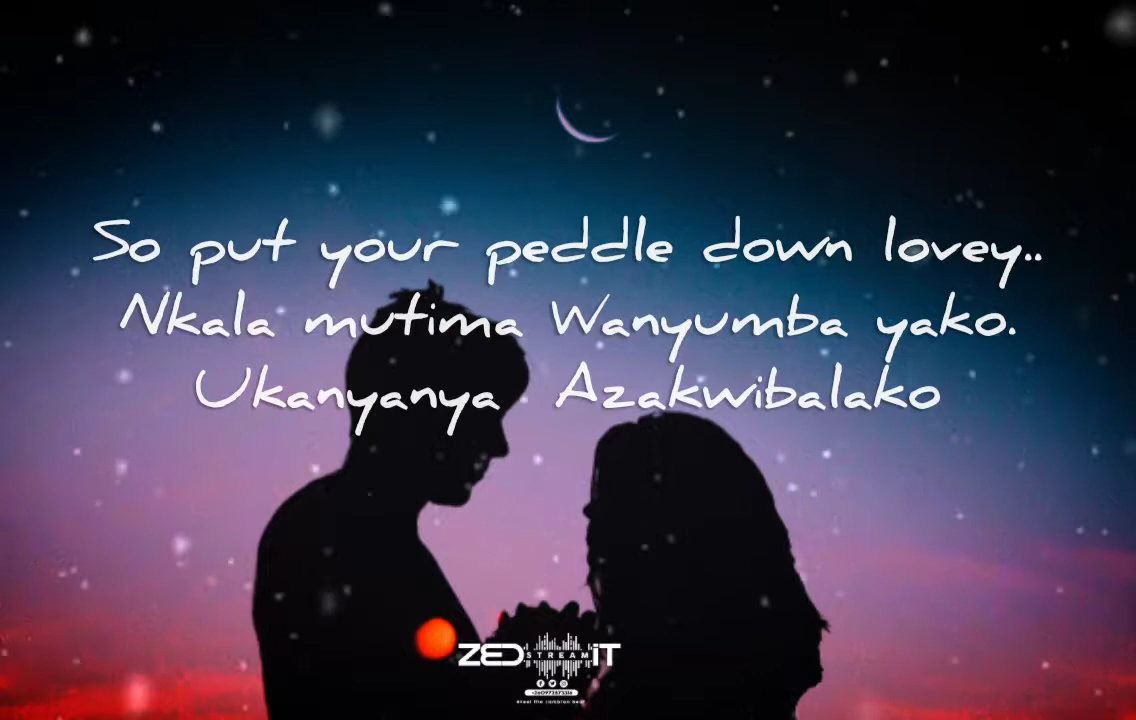 So put your peddle down lovey..
Nkala mutima Wanyumba yako.
Ukanyanya Azakwibalako
ZED STREAM iT